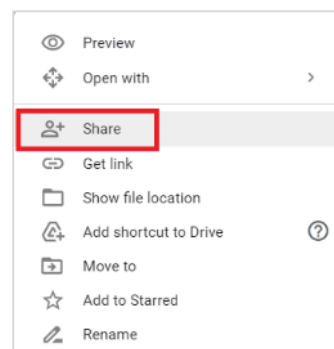 Preview
Open with
Share
Get link
Show file location
Add shortcut to Drive
Move to
Add to Starred
Rename